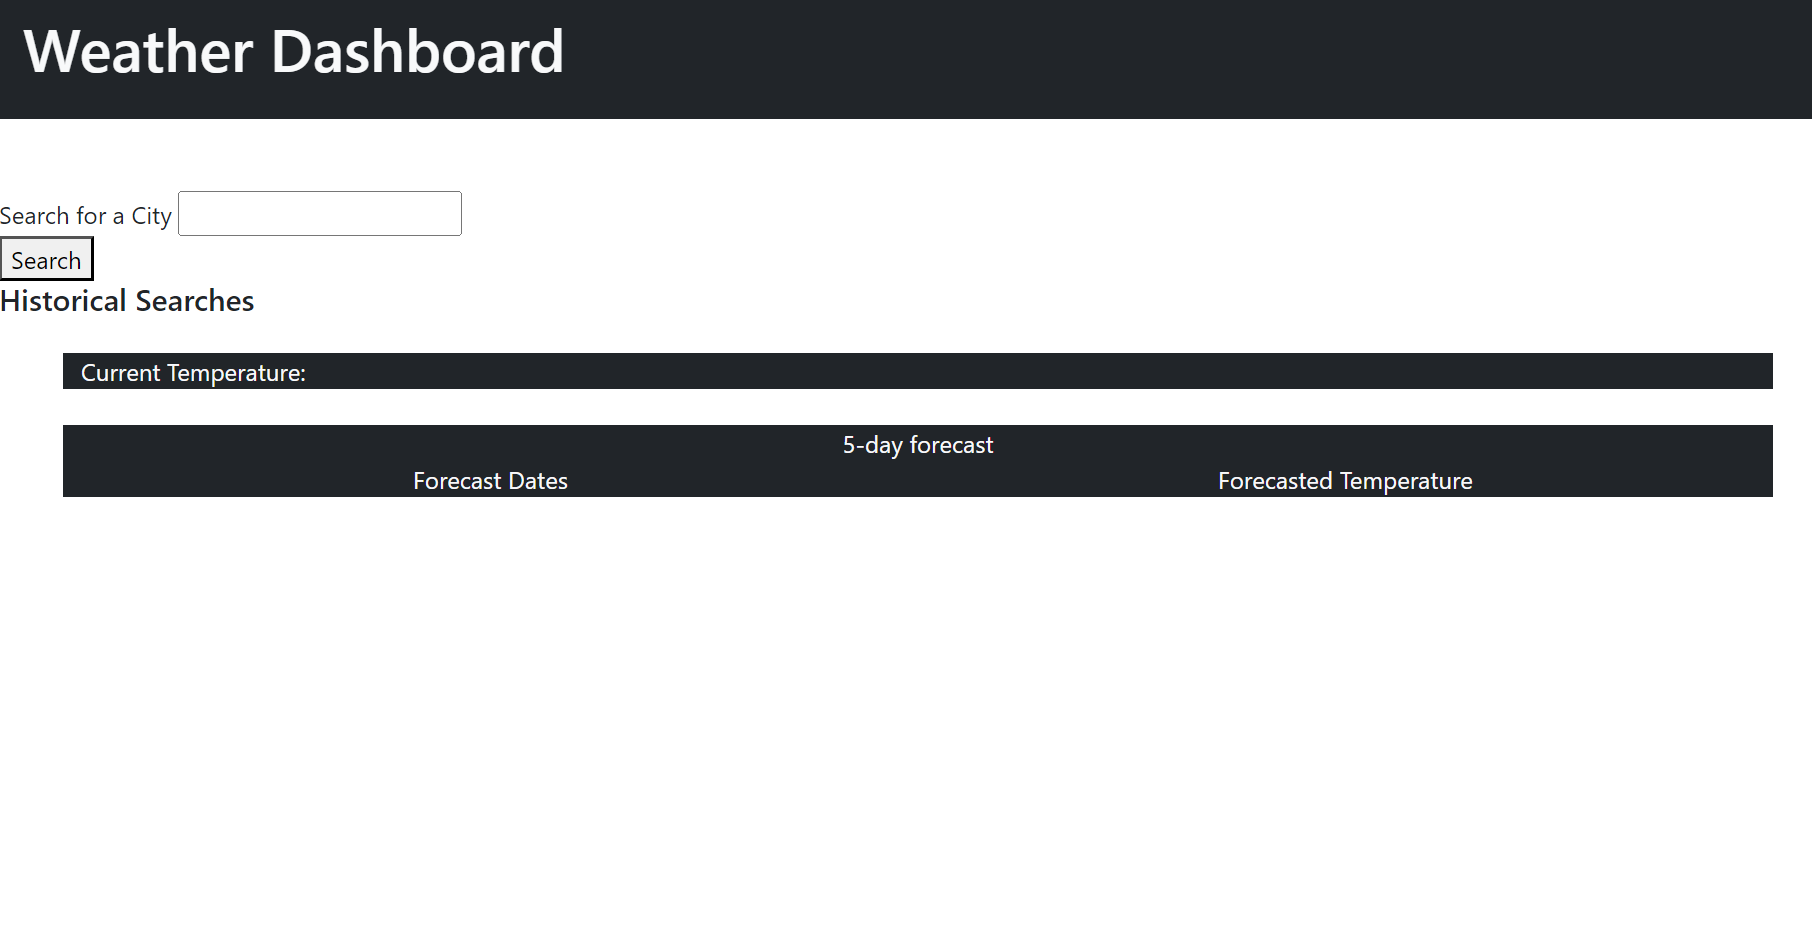 Weather Dashboard
Search for a City
Search
Historical Searches
Current Temperature:
5-day forecast
Forecast Dates Forecasted Temperature